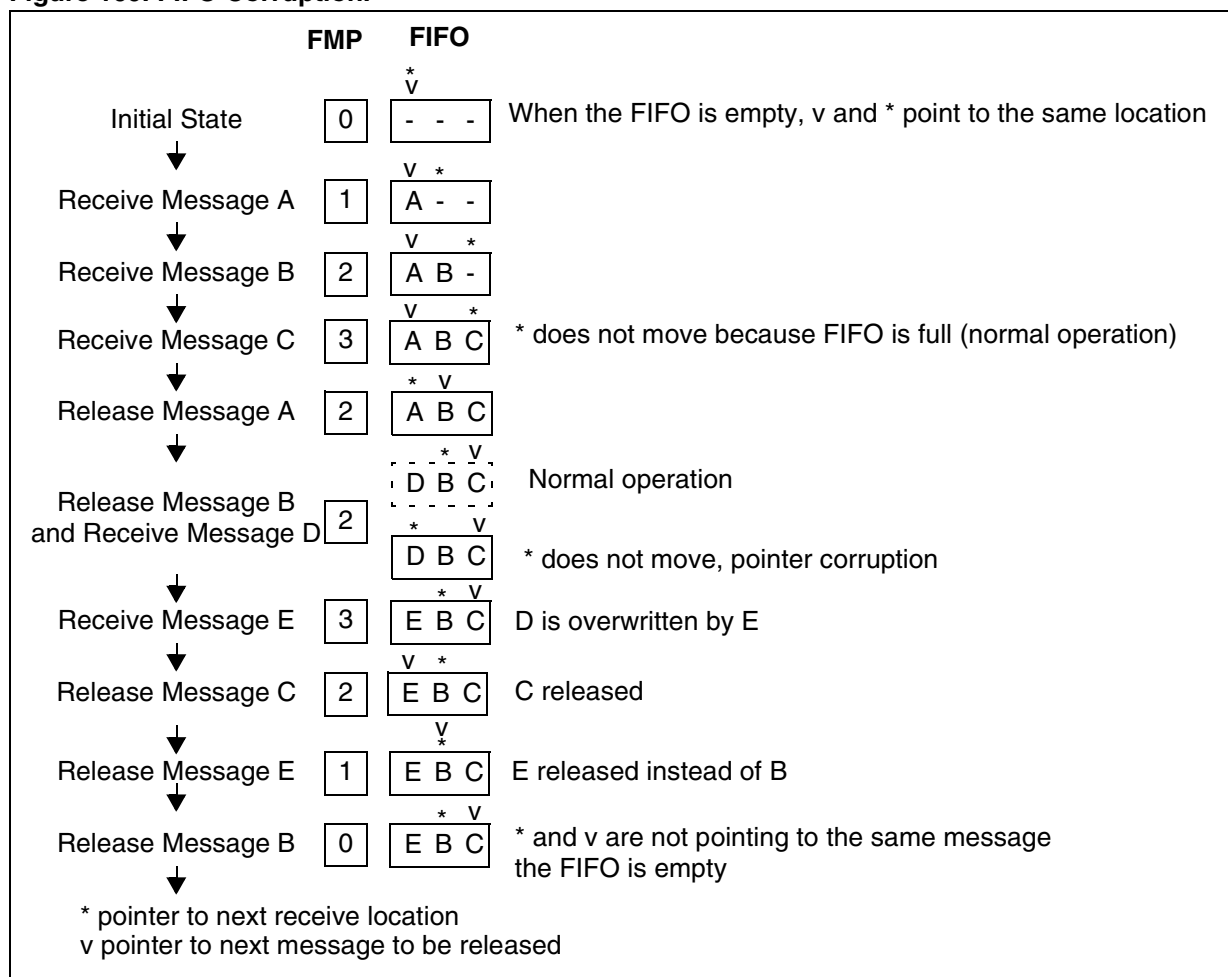 FMP FIFO
*
v
Initial State 0 - - - When the FIFO is empty, v and * point to the same location
v *
Receive Message A 1 A - -
v *
Receive Message B 2 A B -
v *
Receive Message C 3 A B C * does not move because FIFO is full (normal operation)
* v
Release Message A 2 A B C
* v
D B C Normal operation
Release Message B
and Receive Message D 2
* v
D B C * does not move, pointer corruption
* v
Receive Message E 3 E B C D is overwritten by E
v *
Release Message C 2 E B C C released
v
*
Release Message E 1 E B C E released instead of B
* v
Release Message B 0 E B C * and v are not pointing to the same message
the FIFO is empty
* pointer to next receive location
v pointer to next message to be released